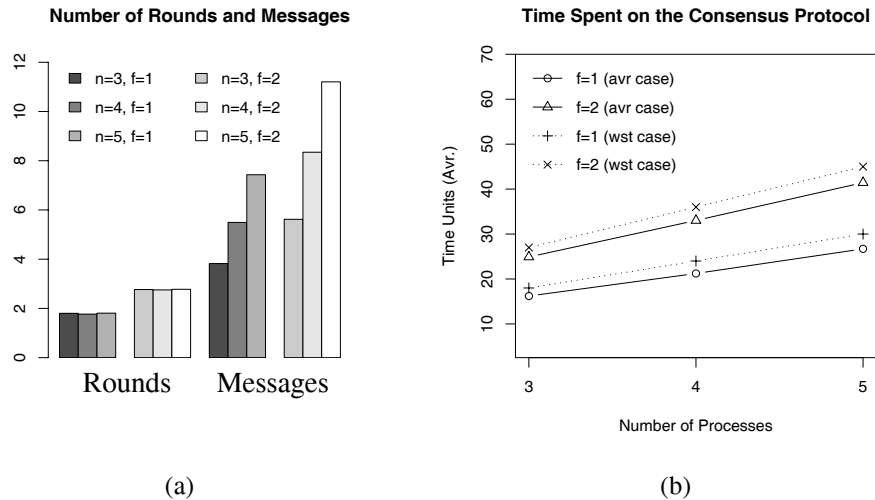 Number of Rounds and Messages
12
10
8
6
4
2
0
n=3, f=1
n=4, f=1
n=5, f=1
n=3, f=2
n=4, f=2
n=5, f=2
Rounds
Messages
(a)
Time Spent on the Consensus Protocol
Time Units (Avr.)
70
60
50
40
30
20
10
f=1 (avr case)
f=2 (avr case)
f=1 (wst case)
f=2 (wst case)
3
4
5
Number of Processes
(b)